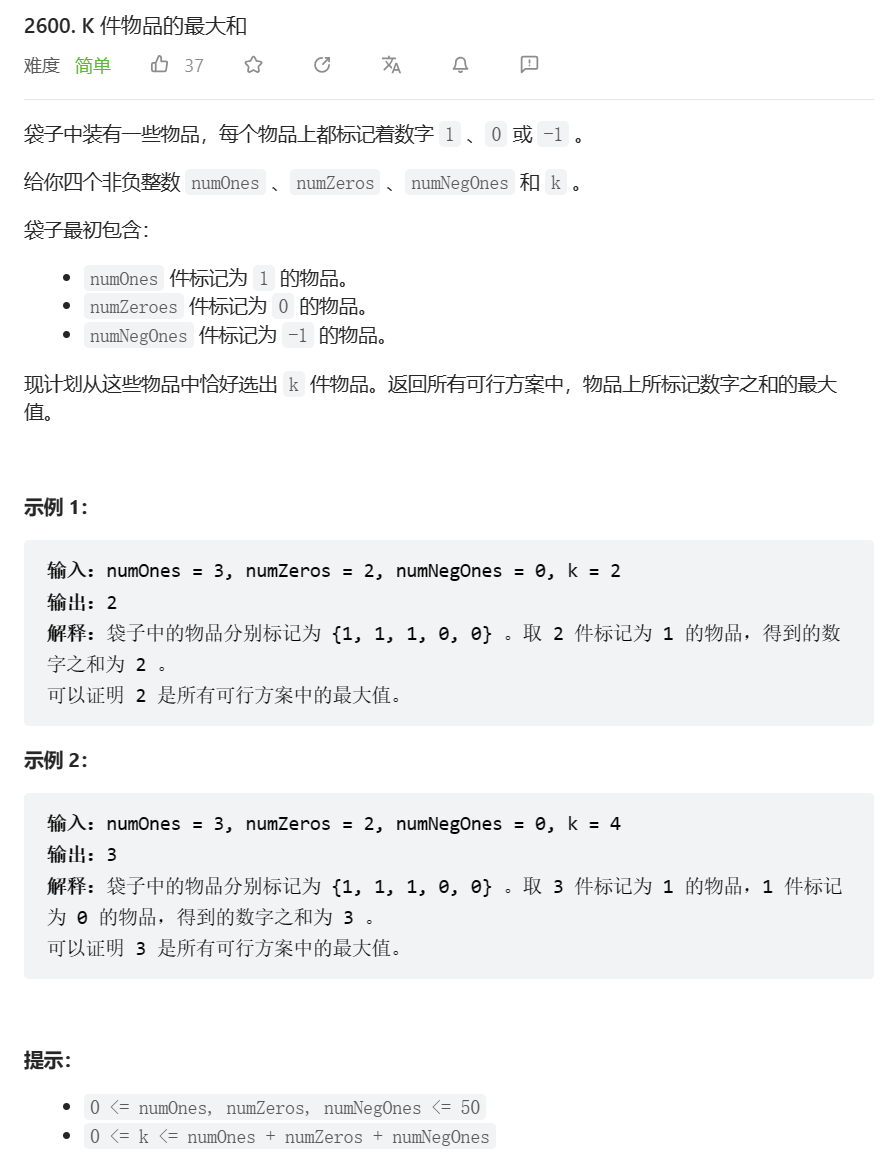 2600. K 件物品的最大和
难度 简单 37
袋子中装有一些物品，每个物品上都标记着数字 1 、 0 或 -1 。
给你四个非负整数 numOnes 、 numZeros 、 numNegOnes 和 k 。
袋子最初包含：
• numOnes 件标记为 1 的物品。
• numZeroes 件标记为 0 的物品。
• numNegOnes 件标记为 -1 的物品。
现计划从这些物品中恰好选出 k 件物品。返回所有可行方案中，物品上所标记数字之和的最大
值。
示例 1：
输入：numOnes = 3, numZeros = 2, numNegOnes = 0, k = 2
输出：2
解释：袋子中的物品分别标记为 {1, 1, 1, 0, 0} 。取 2 件标记为 1 的物品，得到的数
字之和为 2 。
可以证明 2 是所有可行方案中的最大值。
示例 2：
输入：numOnes = 3, numZeros = 2, numNegOnes = 0, k = 4
输出：3
解释：袋子中的物品分别标记为 {1, 1, 1, 0, 0} 。取 3 件标记为 1 的物品，1 件标记
为 0 的物品，得到的数字之和为 3 。
可以证明 3 是所有可行方案中的最大值。
提示：
• 0 <= numOnes, numZeros, numNegOnes <= 50
• 0 <= k <= numOnes + numZeros + numNegOnes